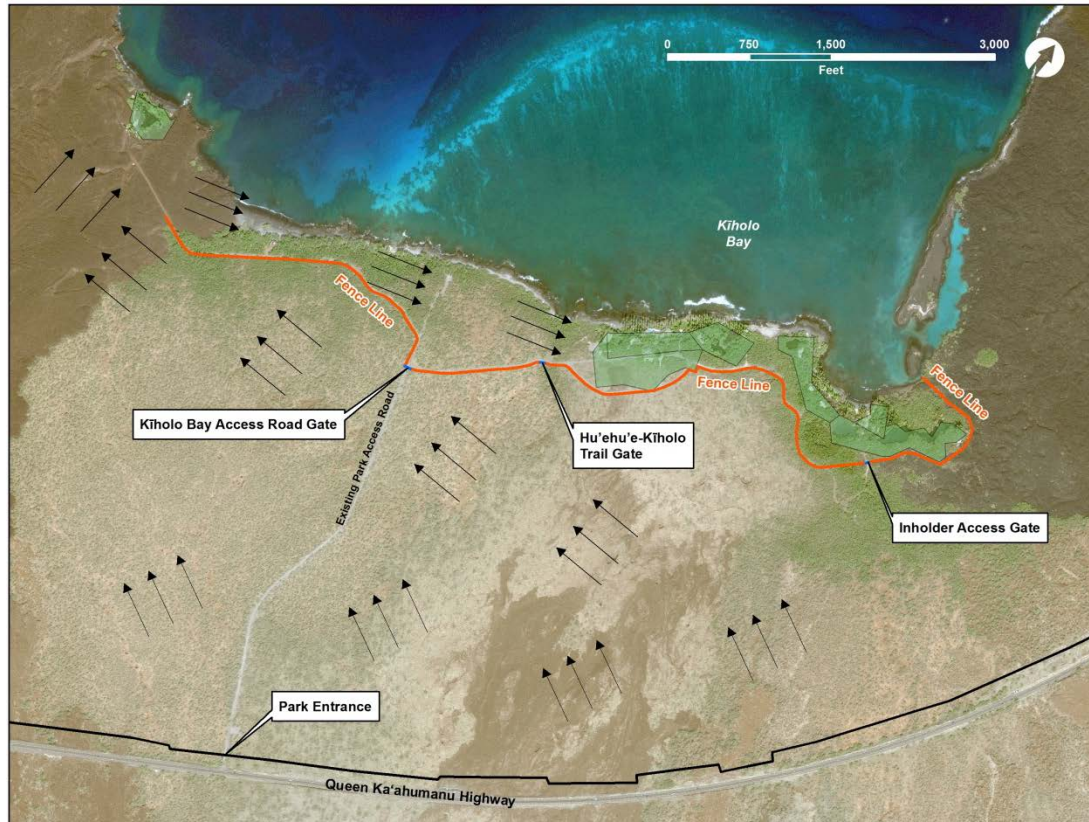 0 750 1,500 3,000
Feet
Kīholo
Bay
Fence Line
Fence Line
Fence Line
Kīholo Bay Access Road Gate
Hu'ehu'e-Kīholo
Trail Gate
Inholder Access Gate
Existing Park Access Road
Park Entrance
Queen Ka‘ahumanu Highway